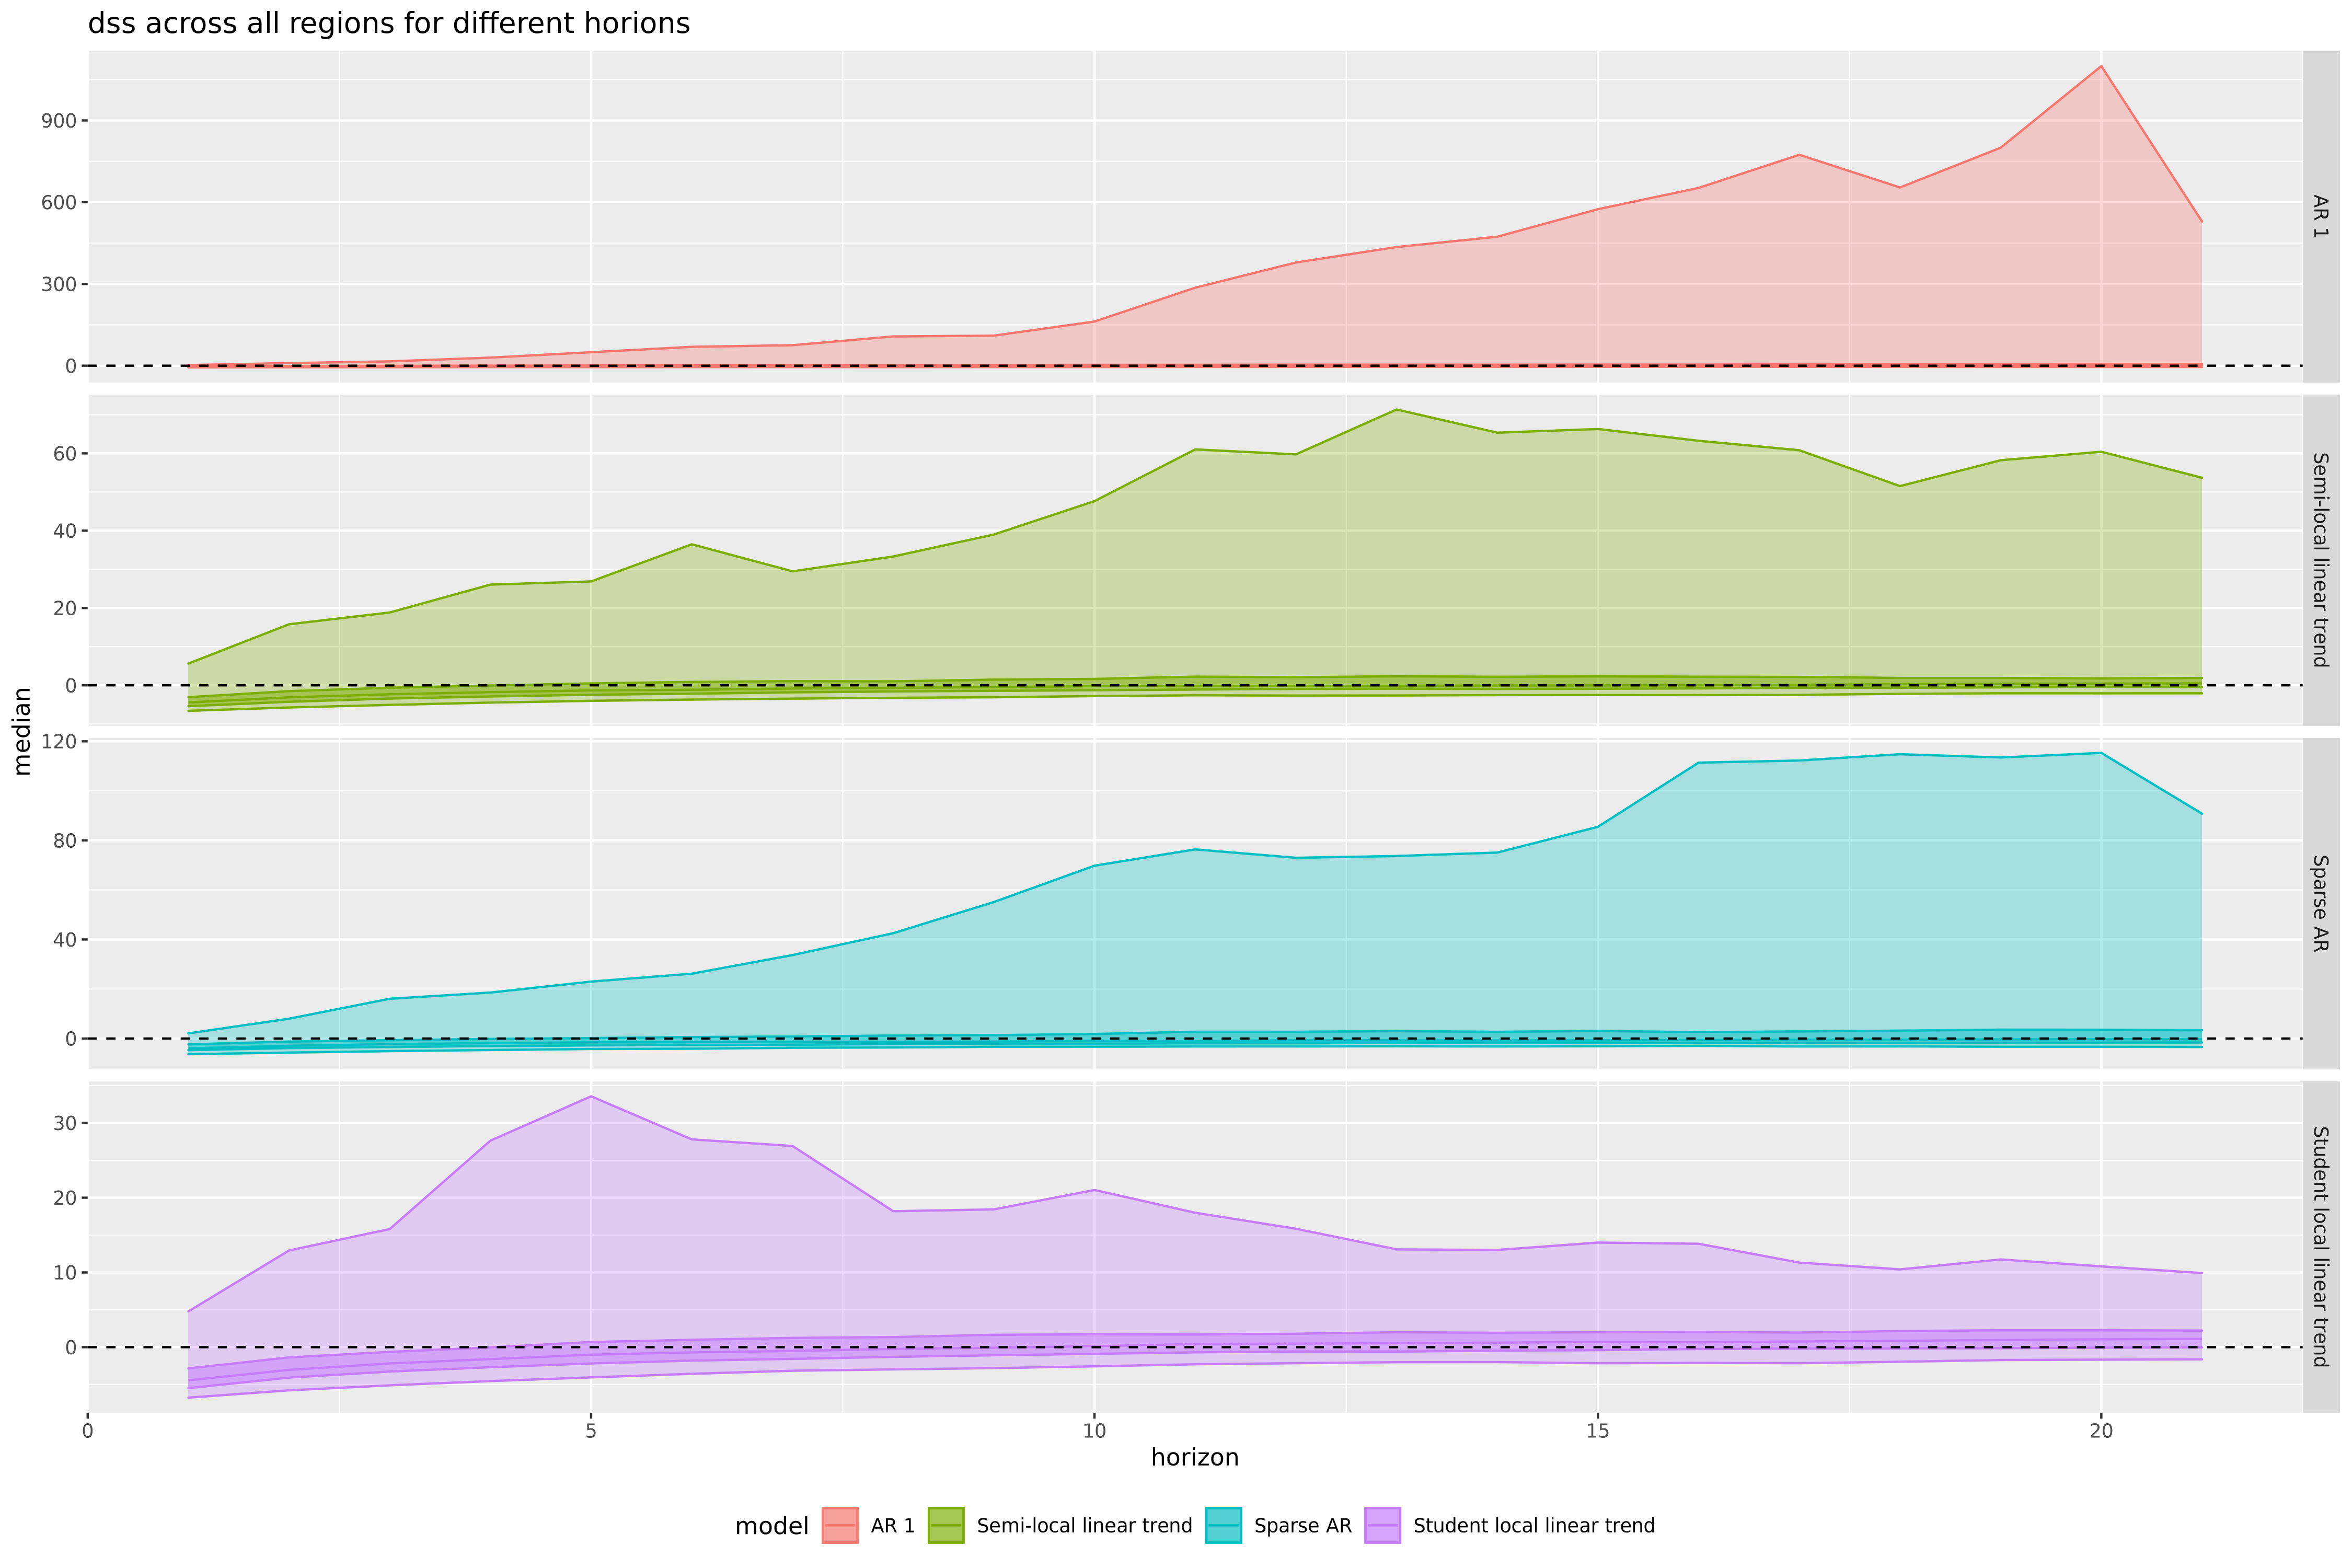 dss across all regions for different horions
900
600
300
0
AR 1
60
40
20
0
Semi-local linear trend
120
80
40
0
Sparse AR
30
20
10
0
Student local linear trend
median
0 5 10 15 20
horizon
model AR 1 Semi-local linear trend Sparse AR Student local linear trend